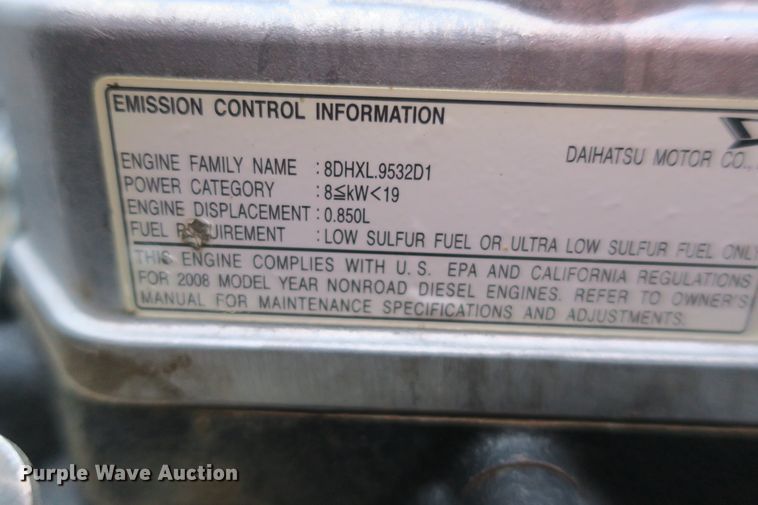 EMISSION CONTROL INFORMATION
DAIHATSU MOTOR CO.,
ENGINE FAMILY NAME : 8DHXL.9532D1
POWER CATEGORY : 8≦kW<19
ENGINE DISPLACEMENT : 0.850L
FUEL REQUIREMENT : LOW SULFUR FUEL OR ULTRA LOW SULFUR FUEL ONLY
THIS ENGINE COMPLIES WITH U.S. EPA AND CALIFORNIA REGULATIONS
FOR 2008 MODEL YEAR NONROAD DIESEL ENGINES. REFER TO OWNER'S
MANUAL FOR MAINTENANCE SPECIFICATIONS AND ADJUSTMENTS.
Purple Wave Auction